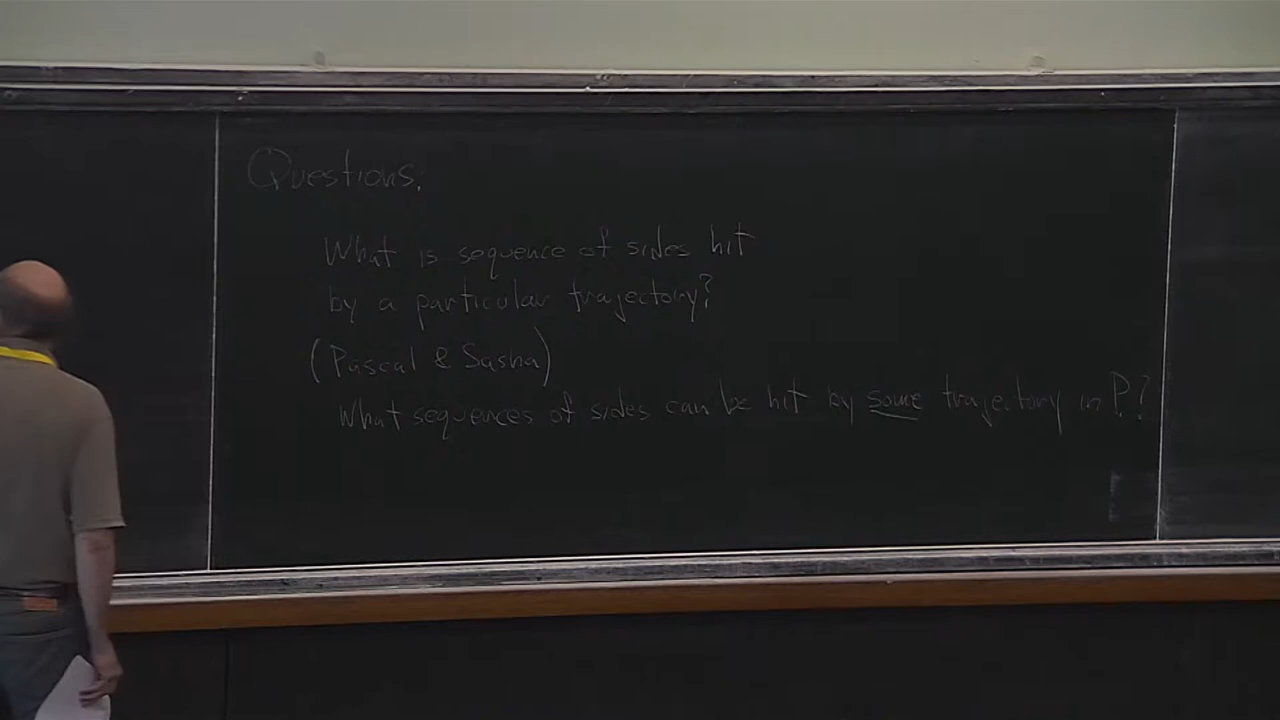 Questions:
What is sequence of sides hit
by a particular trajectory?
(Pascal & Sasha)
What sequences of sides can be hit by some trajectory in P?